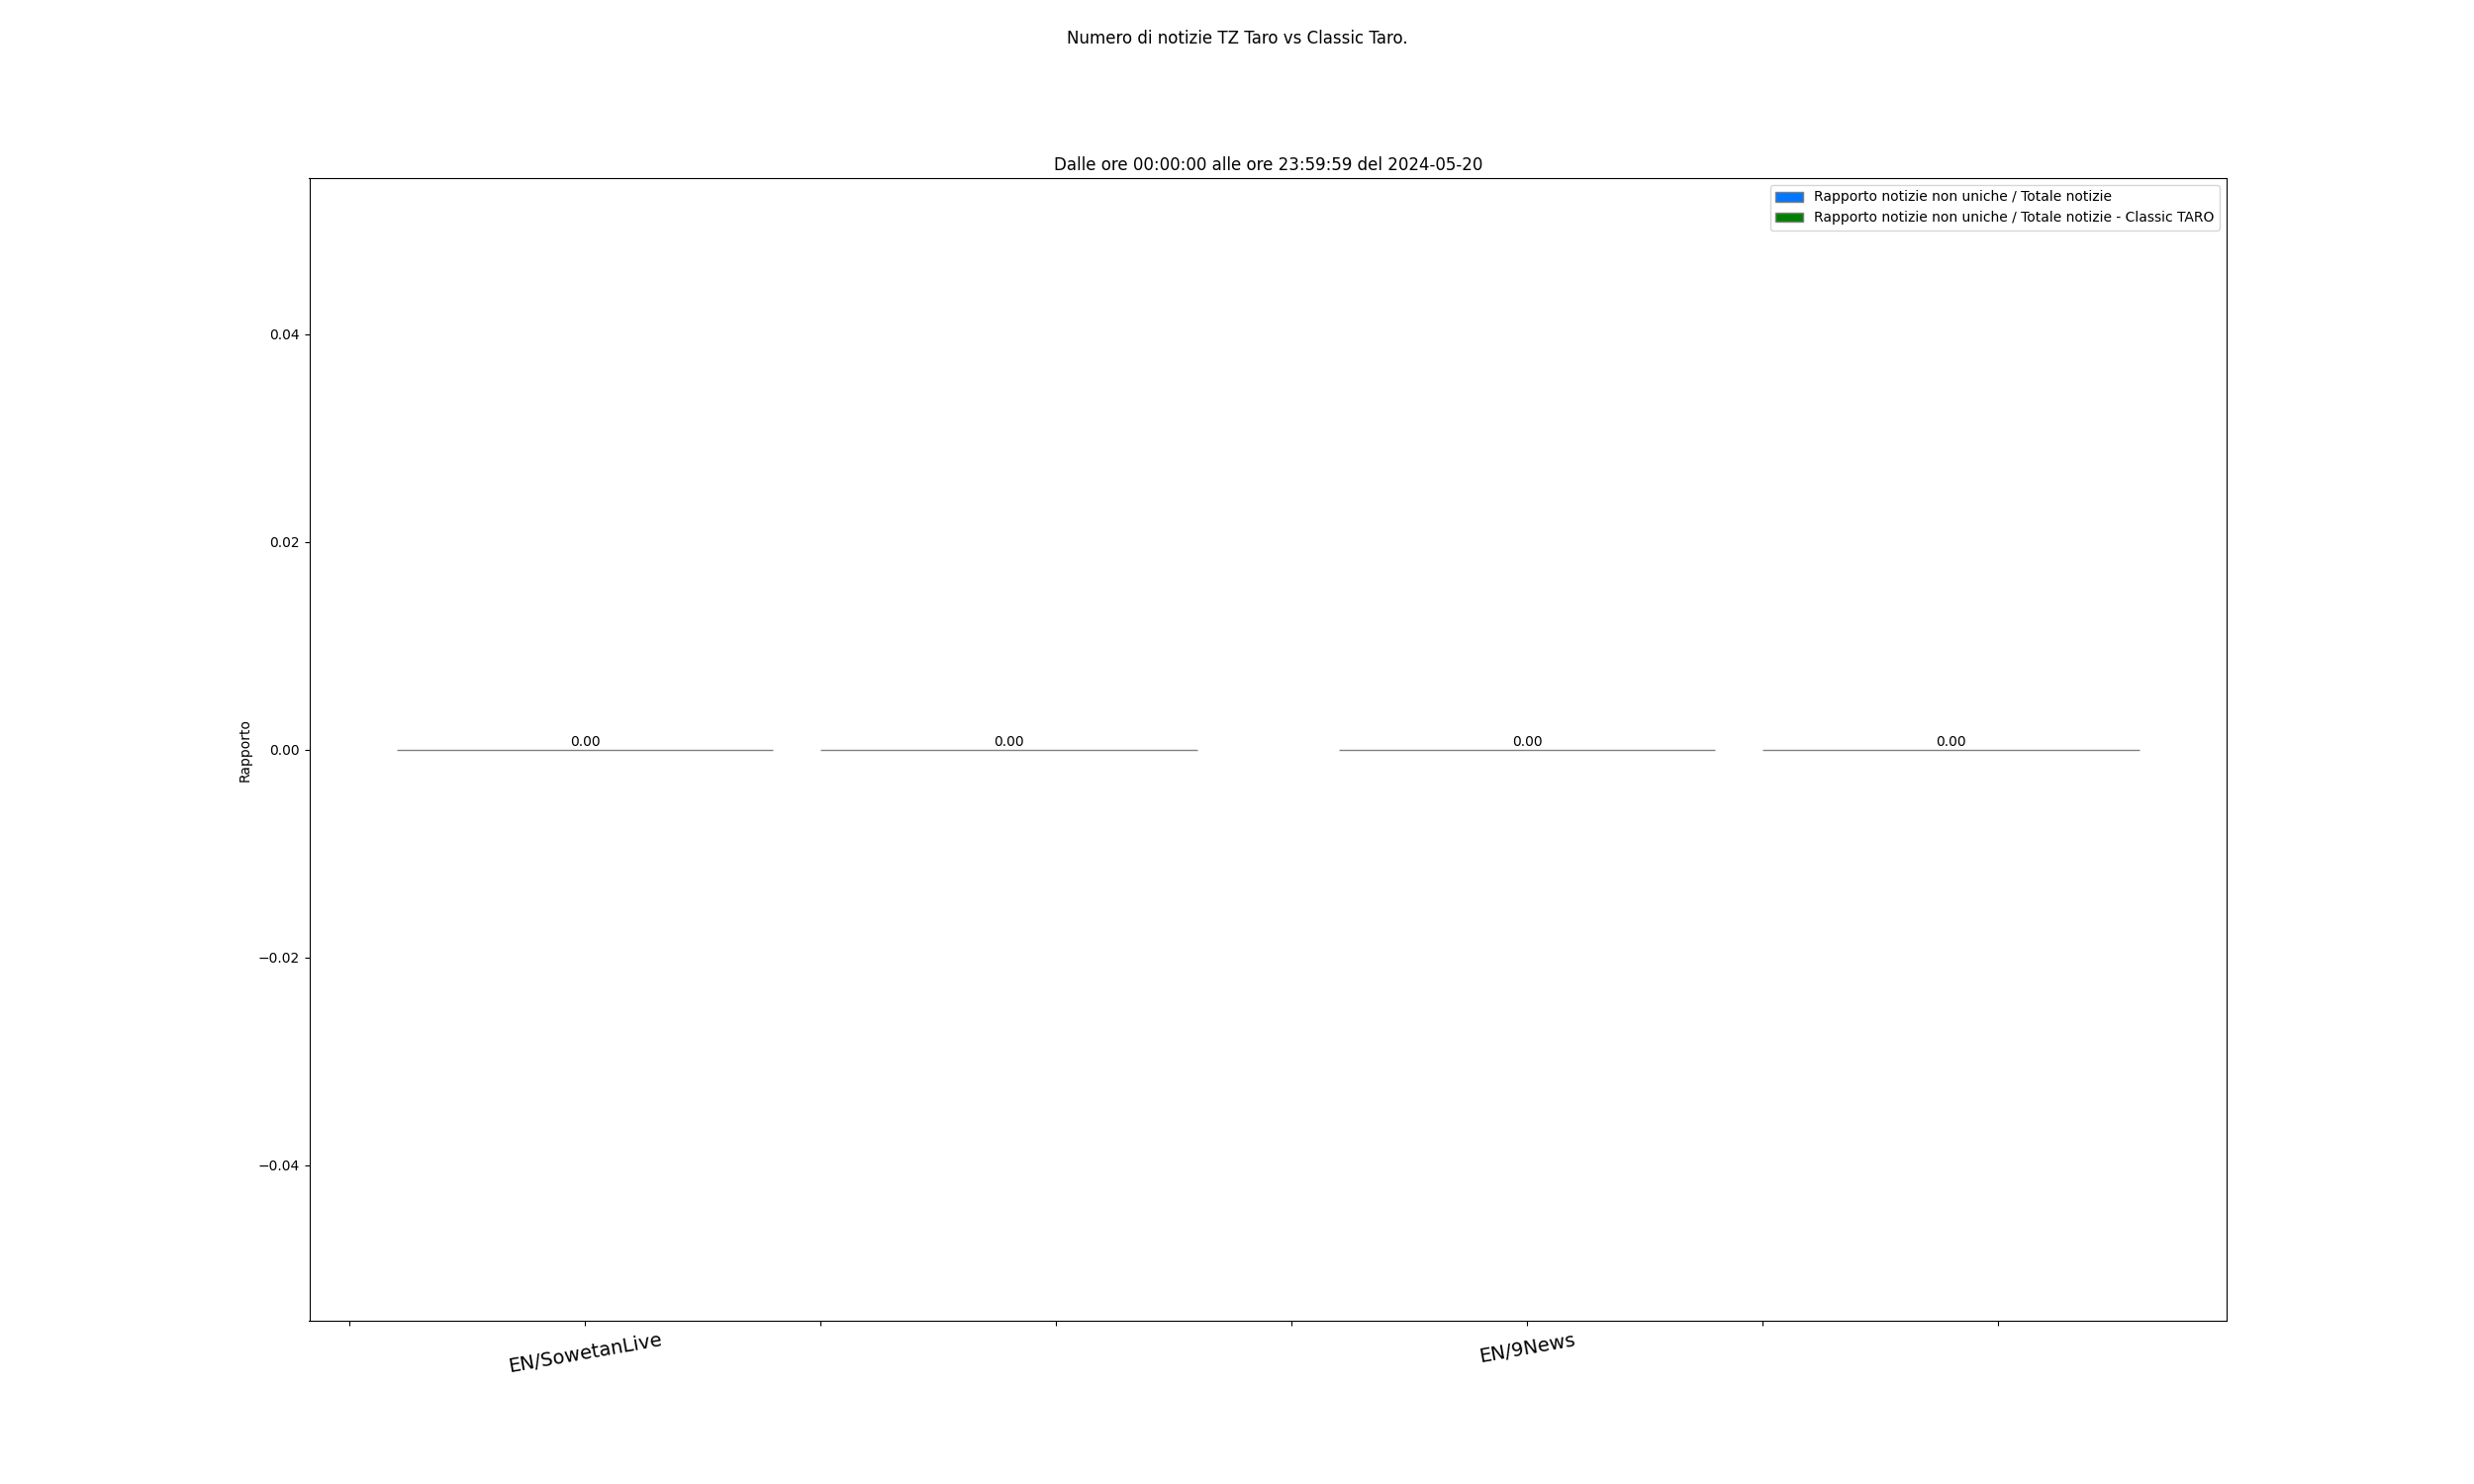 Numero di notizie TZ Taro vs Classic Taro.
Dalle ore 00:00:00 alle ore 23:59:59 del 2024-05-20
Rapporto notizie non uniche / Totale notizie
Rapporto notizie non uniche / Totale notizie - Classic TARO
0.04
0.02
0.00
−0.02
−0.04
Rapporto
0.00
0.00
0.00
0.00
EN/SowetanLive
EN/9News